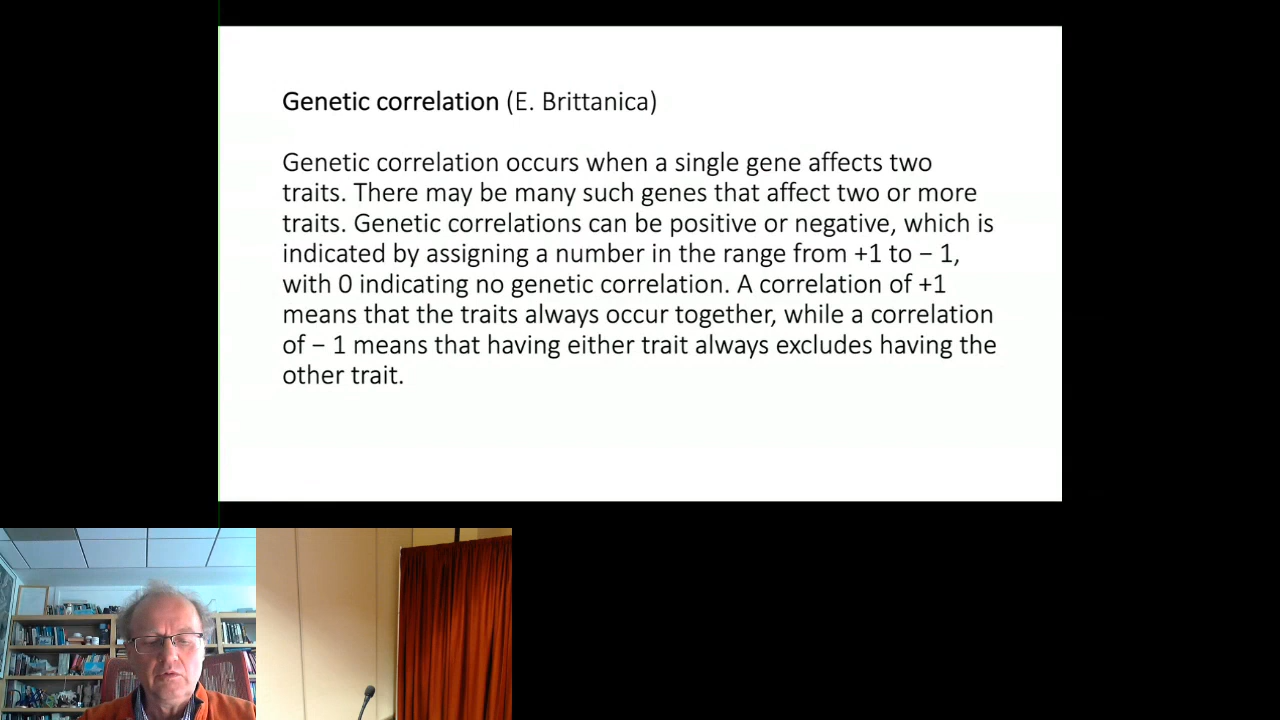 Genetic correlation (E. Brittanica)
Genetic correlation occurs when a single gene affects two
traits. There may be many such genes that affect two or more
traits. Genetic correlations can be positive or negative, which is
indicated by assigning a number in the range from +1 to − 1,
with 0 indicating no genetic correlation. A correlation of +1
means that the traits always occur together, while a correlation
of − 1 means that having either trait always excludes having the
other trait.